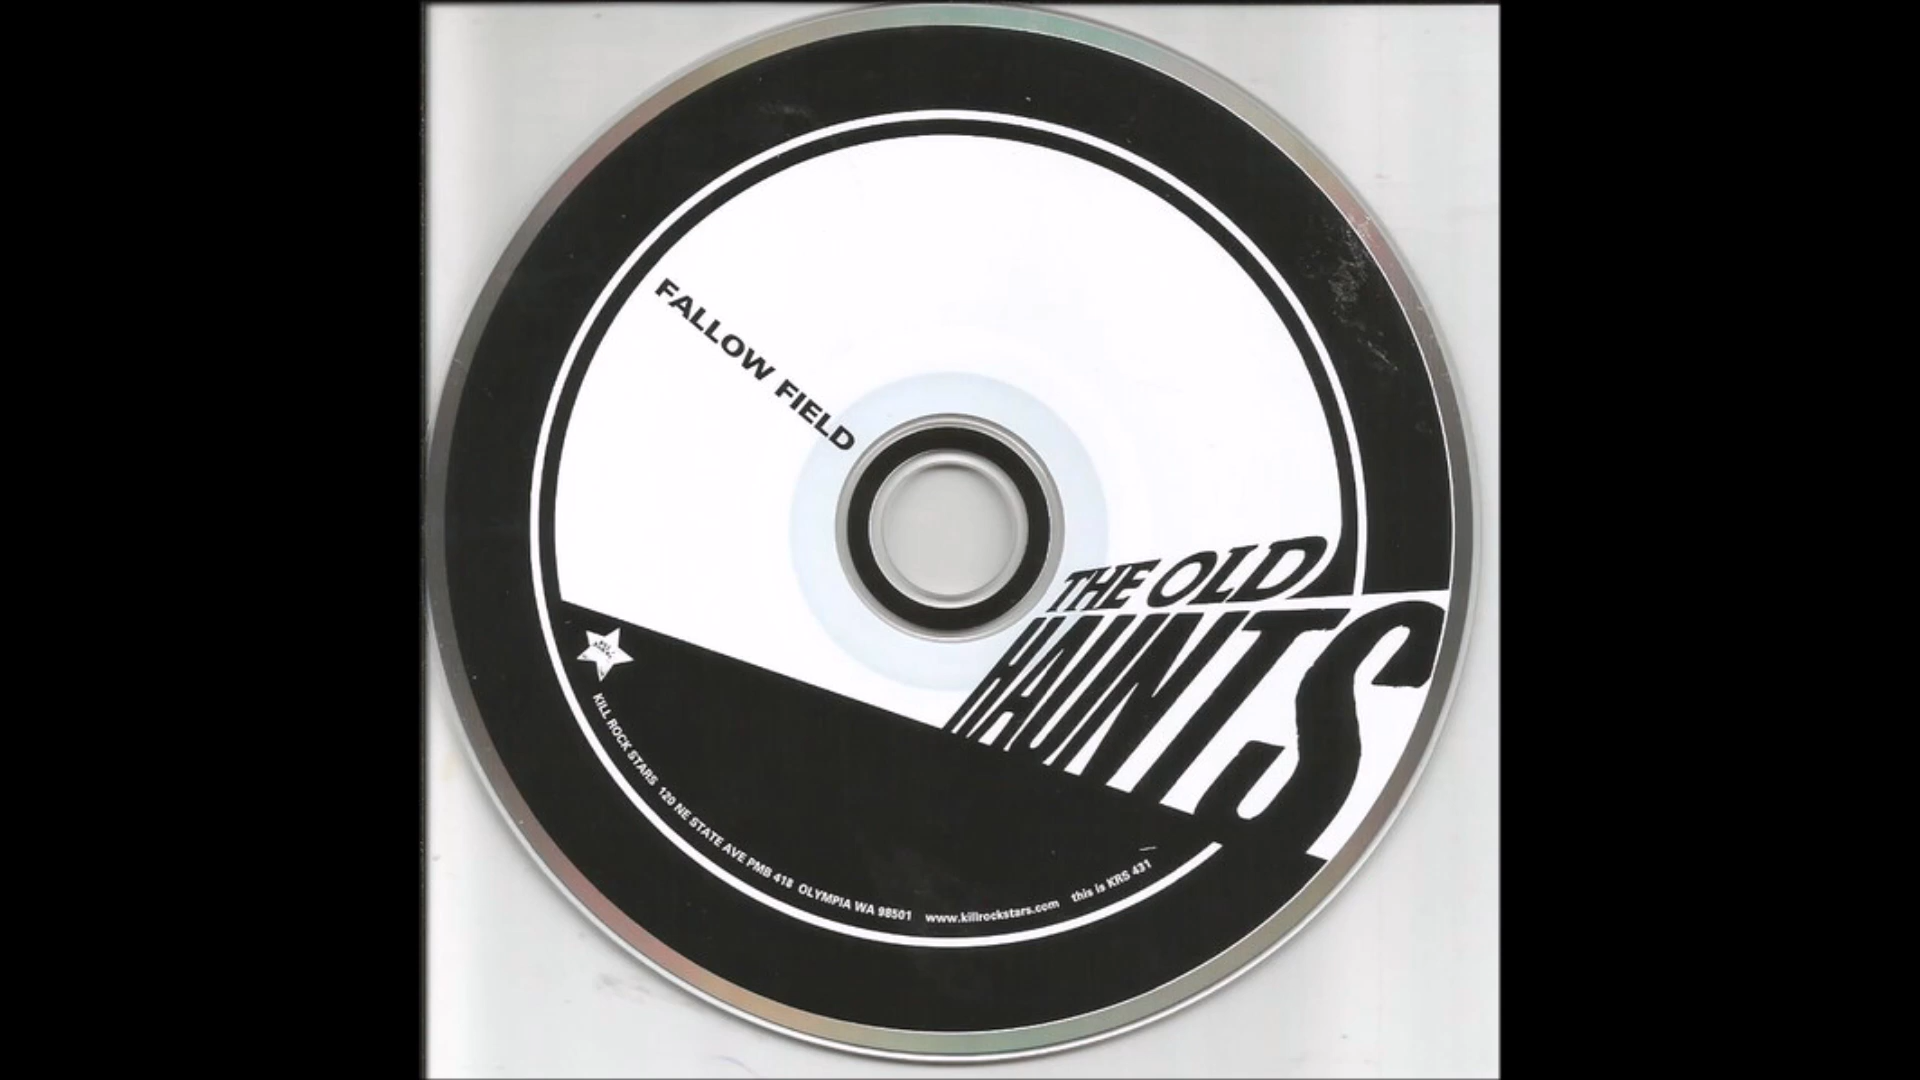 FALLOW FIELD
THE OLD
HAUNTS
KILL ROCK STARS 120 NE STATE AVE PMB 418 OLYMPIA WA 98501 www.killrockstars.com this is KRS 431